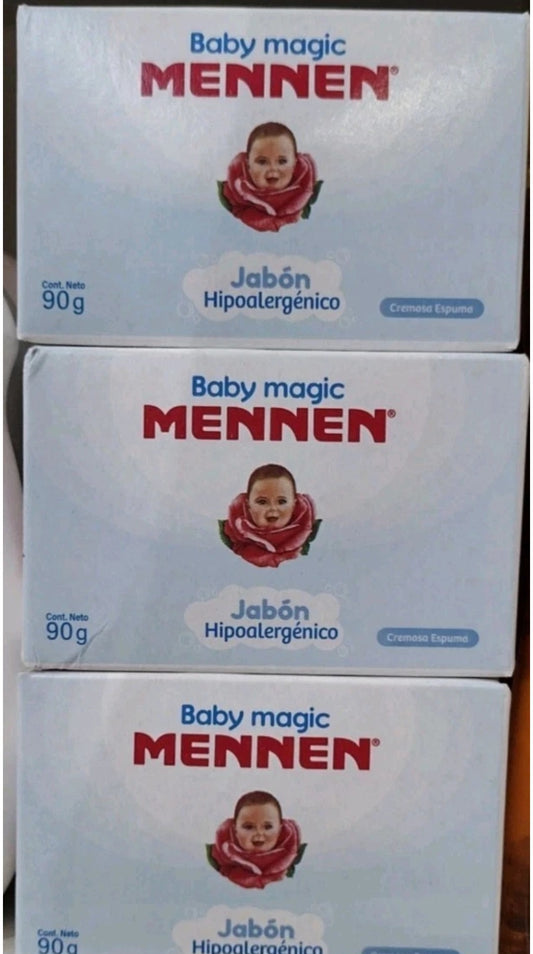 Baby magic
MENNEN®
Jabón
Hipoalergénico
Cont. Neto
90g
Cremosa Espuma
Baby magic
MENNEN®
Jabón
Hipoalergénico
Cont. Neto
90g
Cremosa Espuma
Baby magic
MENNEN®
Jabón
Hipoalergénico
Cont. Neto
90g